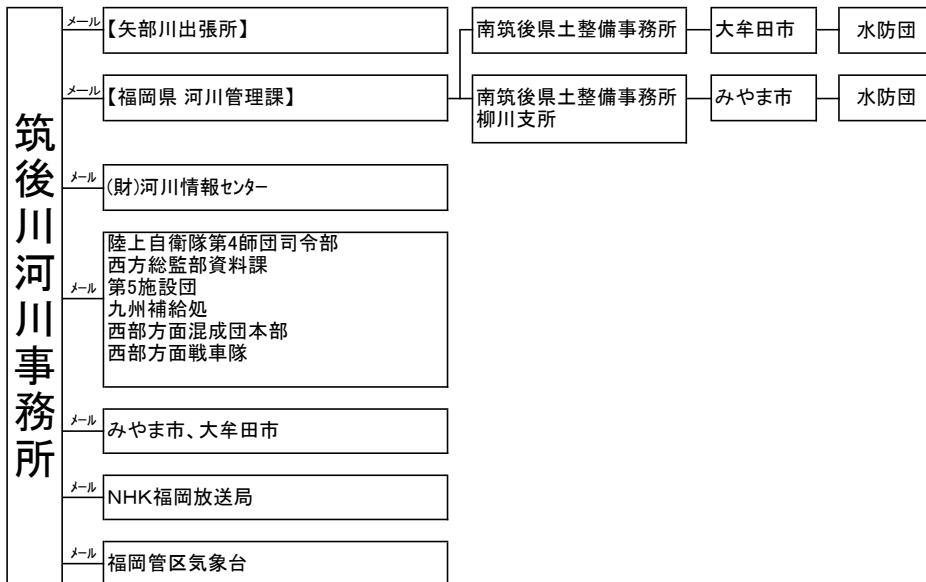 筑後川河川事務所
メール
【矢部川出張所】
メール
【福岡県 河川管理課】
南筑後県土整備事務所
大牟田市
水防団
南筑後県土整備事務所
柳川支所
みやま市
水防団
メール
(財)河川情報ｾﾝﾀｰ
メール
陸上自衛隊第4師団司令部
西方総監部資料課
第5施設団
九州補給処
西部方面混成団本部
西部方面戦車隊
メール
みやま市、大牟田市
メール
NHK福岡放送局
メール
福岡管区気象台